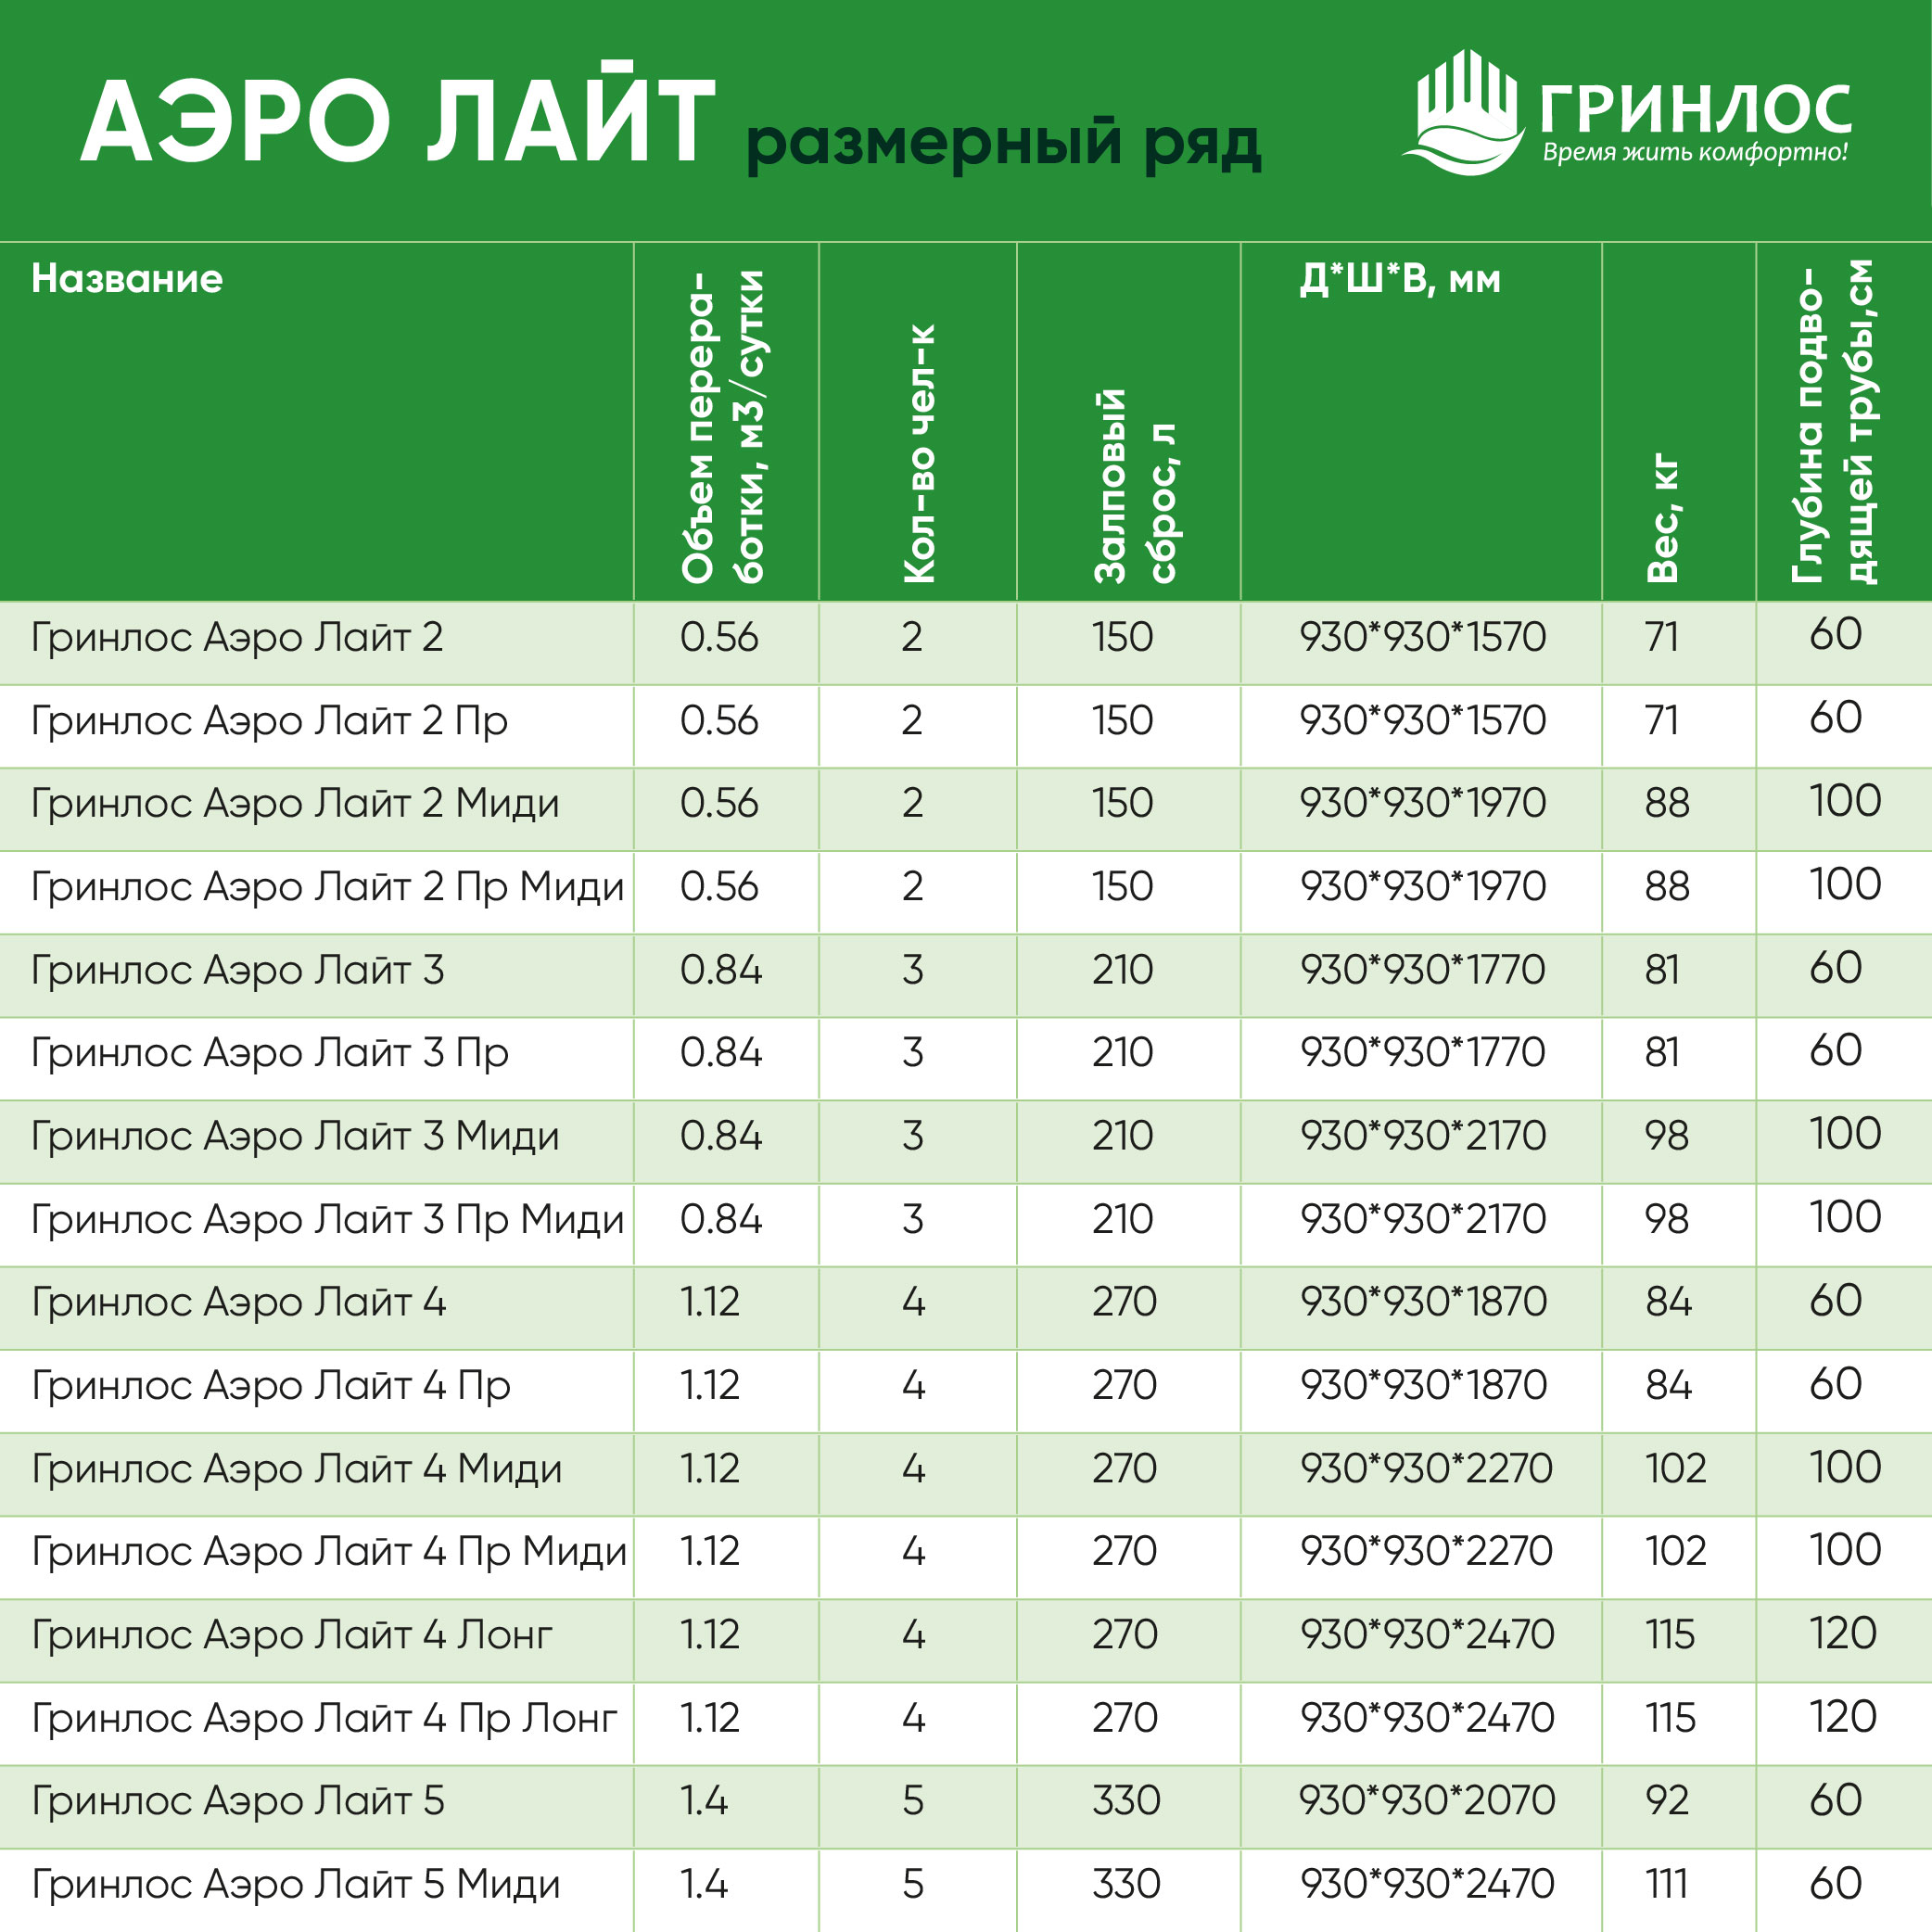 АЭРО ЛАЙТ размерный ряд
ГРИНЛОС
Время жить комфортно!
Название
Объем перера-
ботки, м3/сутки
Кол-во чел-к
Залповый
сброс, л
Д*Ш*В, мм
Вес, кг
Глубина подво-
дящей трубы,см
Гринлос Аэро Лайт 2 0.56 2 150 930*930*1570 71 60
Гринлос Аэро Лайт 2 Пр 0.56 2 150 930*930*1570 71 60
Гринлос Аэро Лайт 2 Миди 0.56 2 150 930*930*1970 88 100
Гринлос Аэро Лайт 2 Пр Миди 0.56 2 150 930*930*1970 88 100
Гринлос Аэро Лайт 3 0.84 3 210 930*930*1770 81 60
Гринлос Аэро Лайт 3 Пр 0.84 3 210 930*930*1770 81 60
Гринлос Аэро Лайт 3 Миди 0.84 3 210 930*930*2170 98 100
Гринлос Аэро Лайт 3 Пр Миди 0.84 3 210 930*930*2170 98 100
Гринлос Аэро Лайт 4 1.12 4 270 930*930*1870 84 60
Гринлос Аэро Лайт 4 Пр 1.12 4 270 930*930*1870 84 60
Гринлос Аэро Лайт 4 Миди 1.12 4 270 930*930*2270 102 100
Гринлос Аэро Лайт 4 Пр Миди 1.12 4 270 930*930*2270 102 100
Гринлос Аэро Лайт 4 Лонг 1.12 4 270 930*930*2470 115 120
Гринлос Аэро Лайт 4 Пр Лонг 1.12 4 270 930*930*2470 115 120
Гринлос Аэро Лайт 5 1.4 5 330 930*930*2070 92 60
Гринлос Аэро Лайт 5 Миди 1.4 5 330 930*930*2470 111 60